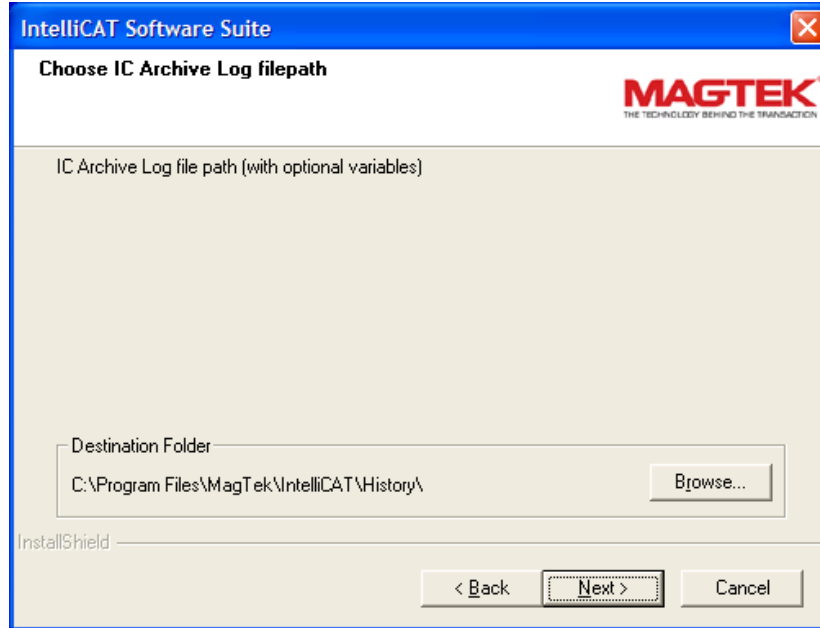 IntelliCAT Software Suite
Choose IC Archive Log filepath
MAGTEK
THE TECHNOLOGY BEHIND THE TRANSACTION
IC Archive Log file path (with optional variables)
Destination Folder
C:\Program Files\MagTek\IntelliCAT\History\
Browse...
InstallShield
< Back
Next >
Cancel